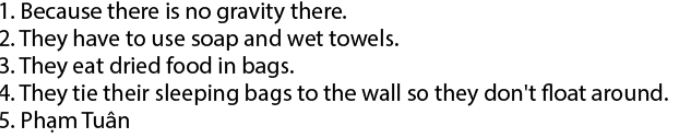 1. Because there is no gravity there.
2. They have to use soap and wet towels.
3. They eat dried food in bags.
4. They tie their sleeping bags to the wall so they don't float around.
5. Phạm Tuân